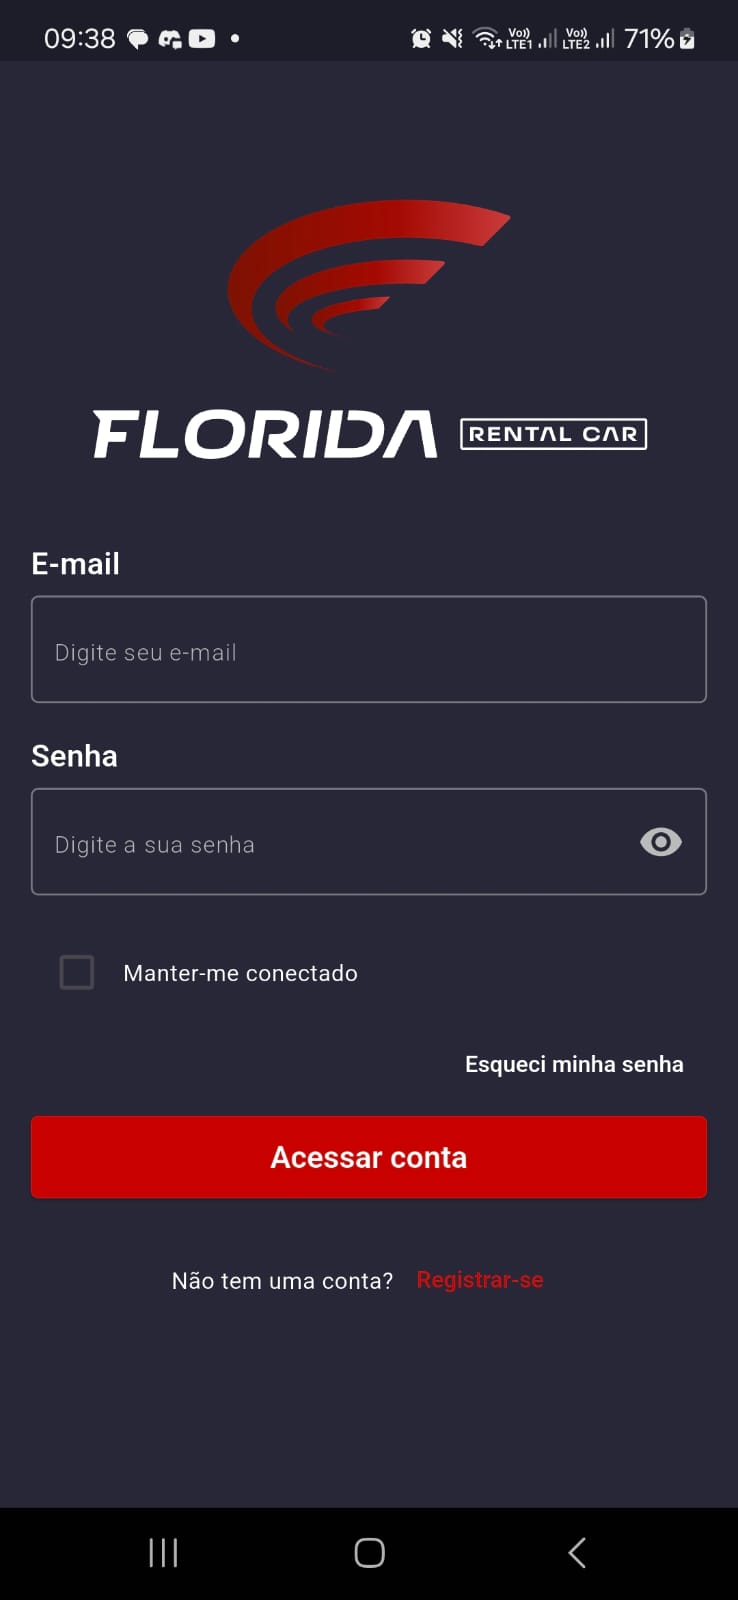 09:38 Vo)) LTE1 Vo)) LTE2 71%
FLORIDA RENTAL CAR
E-mail
Digite seu e-mail
Senha
Digite a sua senha
Manter-me conectado
Esqueci minha senha
Acessar conta
Não tem uma conta? Registrar-se